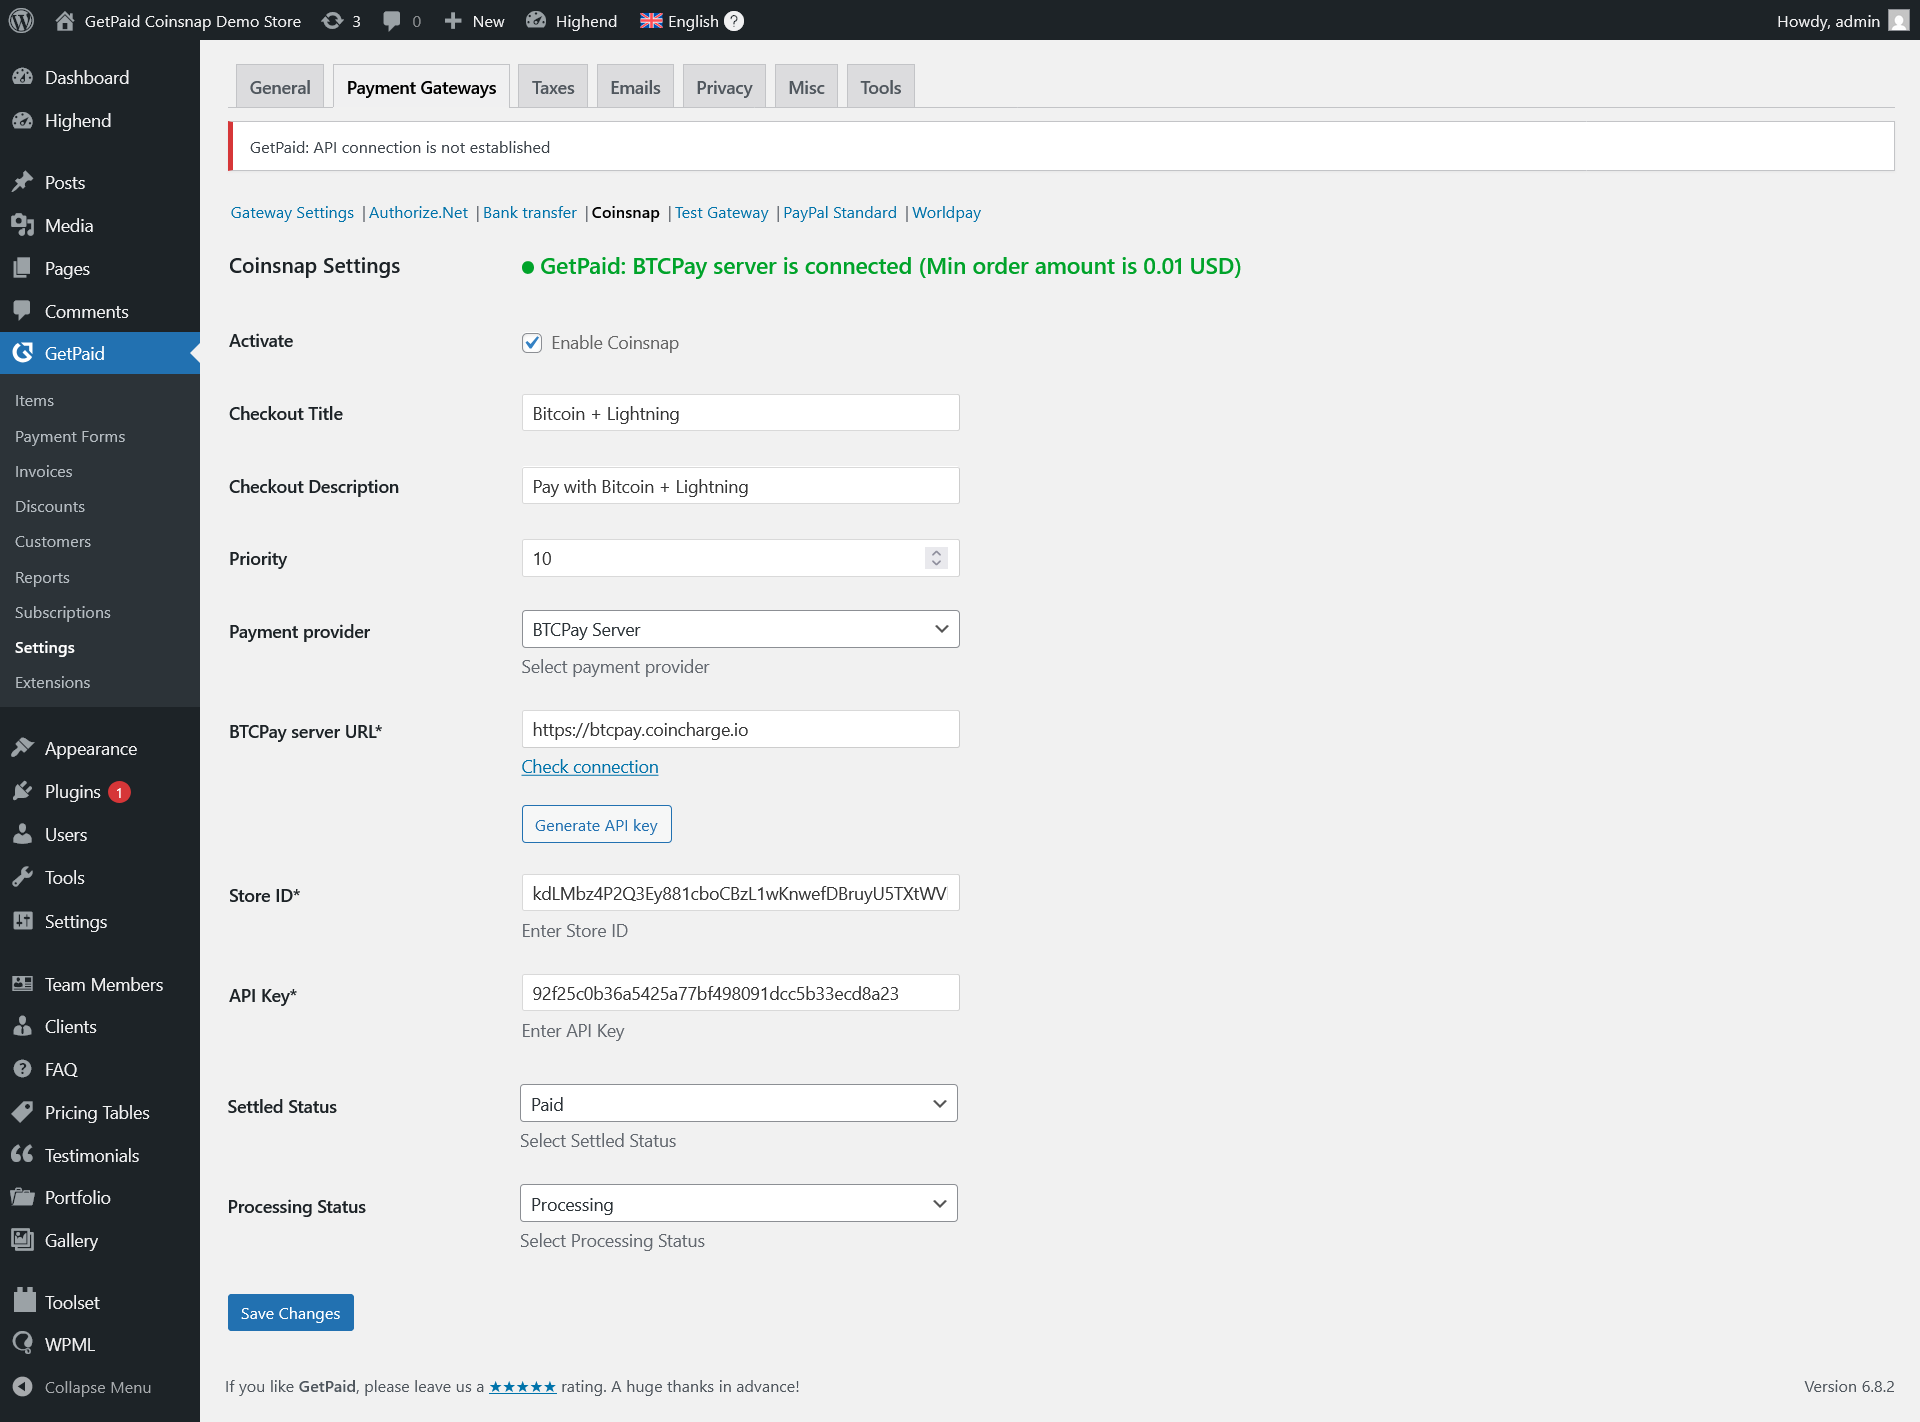 GetPaid Coinsnap Demo Store 3 0 New Highend English ? Howdy, admin
Dashboard
Highend
Posts
Media
Pages
Comments
GetPaid
Items
Payment Forms
Invoices
Discounts
Customers
Reports
Subscriptions
Settings
Extensions
Appearance
Plugins 1
Users
Tools
Settings
Team Members
Clients
FAQ
Pricing Tables
Testimonials
Portfolio
Gallery
Toolset
WPML
Collapse Menu
General Payment Gateways Taxes Emails Privacy Misc Tools
GetPaid: API connection is not established
Gateway Settings | Authorize.Net | Bank transfer | Coinsnap | Test Gateway | PayPal Standard | Worldpay
Coinsnap Settings GetPaid: BTCPay server is connected (Min order amount is 0.01 USD)
Activate Enable Coinsnap
Checkout Title Bitcoin + Lightning
Checkout Description Pay with Bitcoin + Lightning
Priority 10
Payment provider BTCPay Server
Select payment provider
BTCPay server URL* https://btcpay.coincharge.io
Check connection
Generate API key
Store ID* kdLMbz4P2Q3Ey881cboCBzL1wKnwefDBruyU5TXtWV
Enter Store ID
API Key* 92f25c0b36a5425a77bf498091dcc5b33ecd8a23
Enter API Key
Settled Status Paid
Select Settled Status
Processing Status Processing
Select Processing Status
Save Changes
If you like GetPaid, please leave us a ★★★★★ rating. A huge thanks in advance! Version 6.8.2